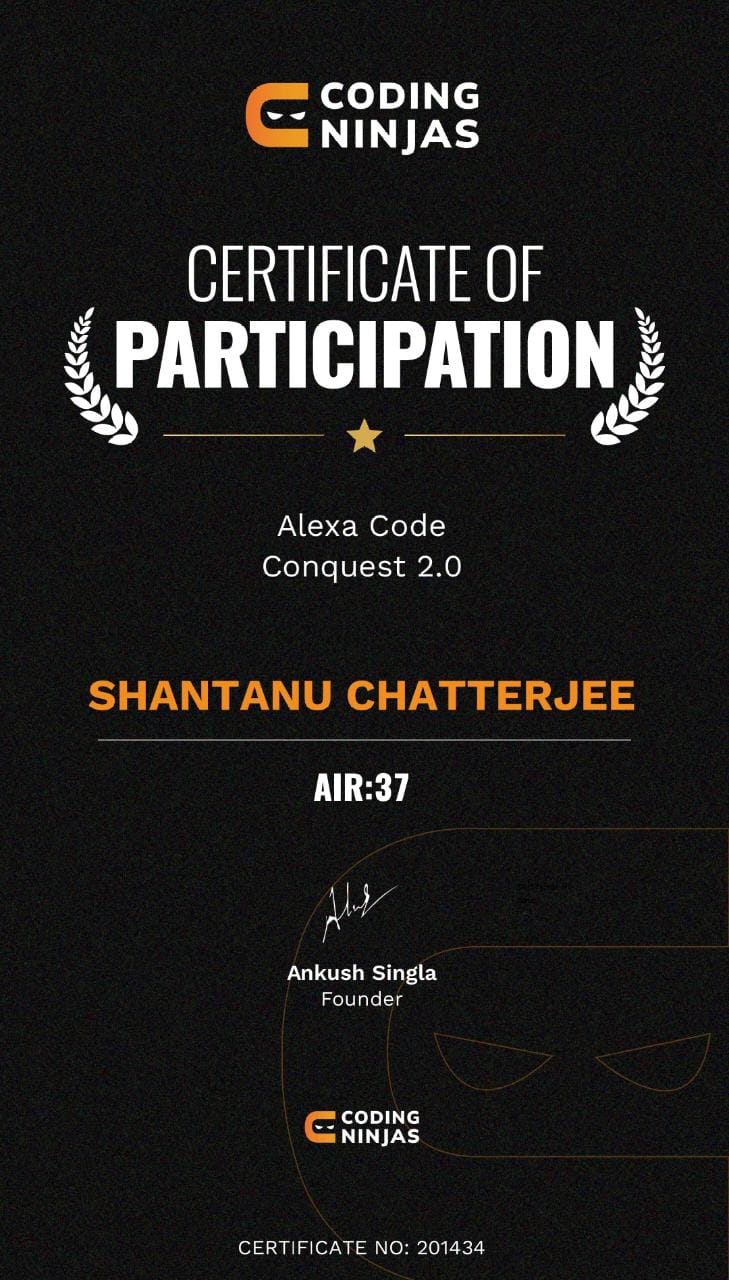 CODING
NINJAS
CERTIFICATE OF
PARTICIPATION
Alexa Code
Conquest 2.0
SHANTANU CHATTERJEE
AIR:37
Ankush Singla
Founder
CODING
NINJAS
CERTIFICATE NO: 201434